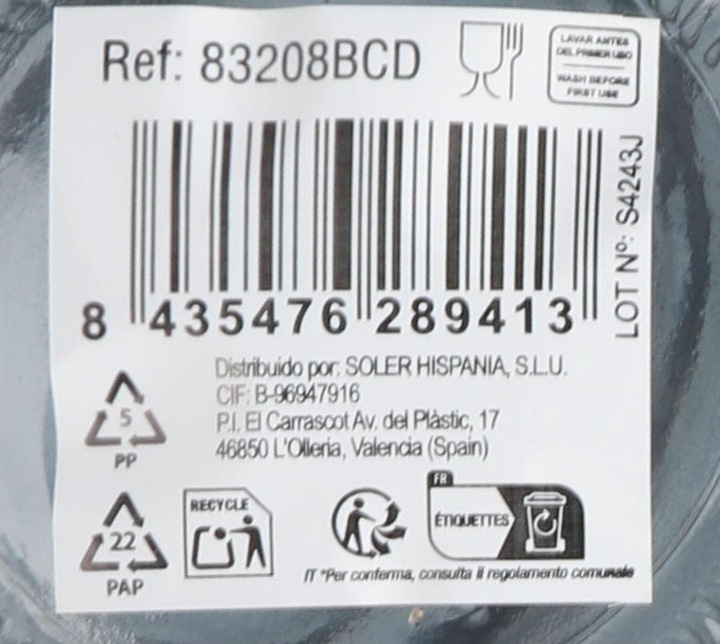 Ref: 83208BCD
LAVAR ANTES
DEL PRIMER USO
WASH BEFORE
FIRST USE
LOT Nº: S4243J
8 435476 289413
Distribuido por: SOLER HISPANIA, S.L.U.
CIF: B-96947916
P.I. El Carrascot Av. del Plàstic, 17
46850 L'Olleria, Valencia (Spain)
5
PP
22
PAP
RECYCLE
FR
ÉTIQUETTES
IT *Per conferma, consulta il regolamento comunale